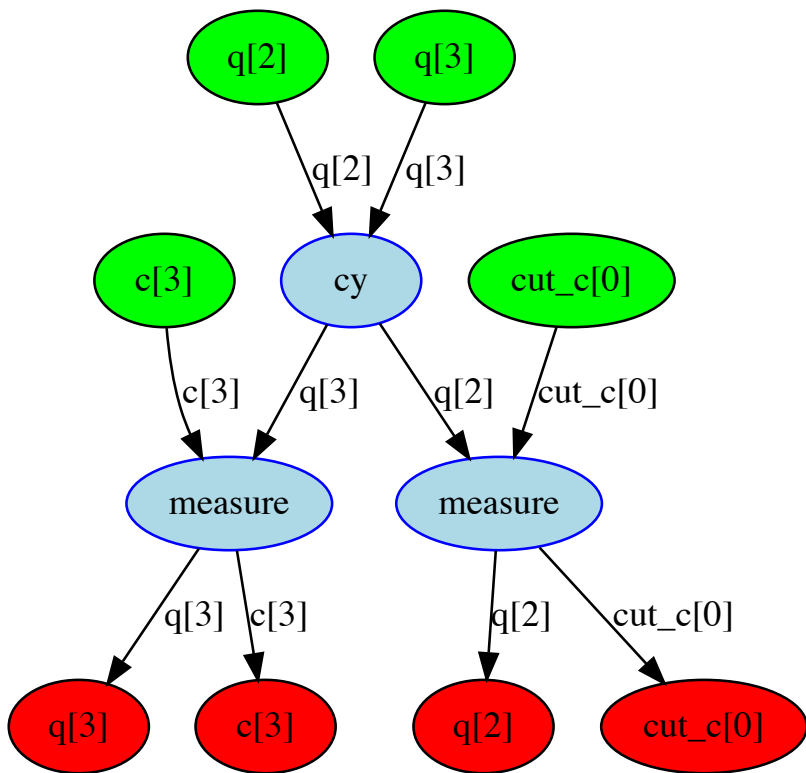 q[2] q[3]
q[2] q[3]
c[3] cy cut_c[0]
c[3] q[3] q[2] cut_c[0]
measure measure
q[3] c[3] q[2] cut_c[0]
q[3] c[3] q[2] cut_c[0]